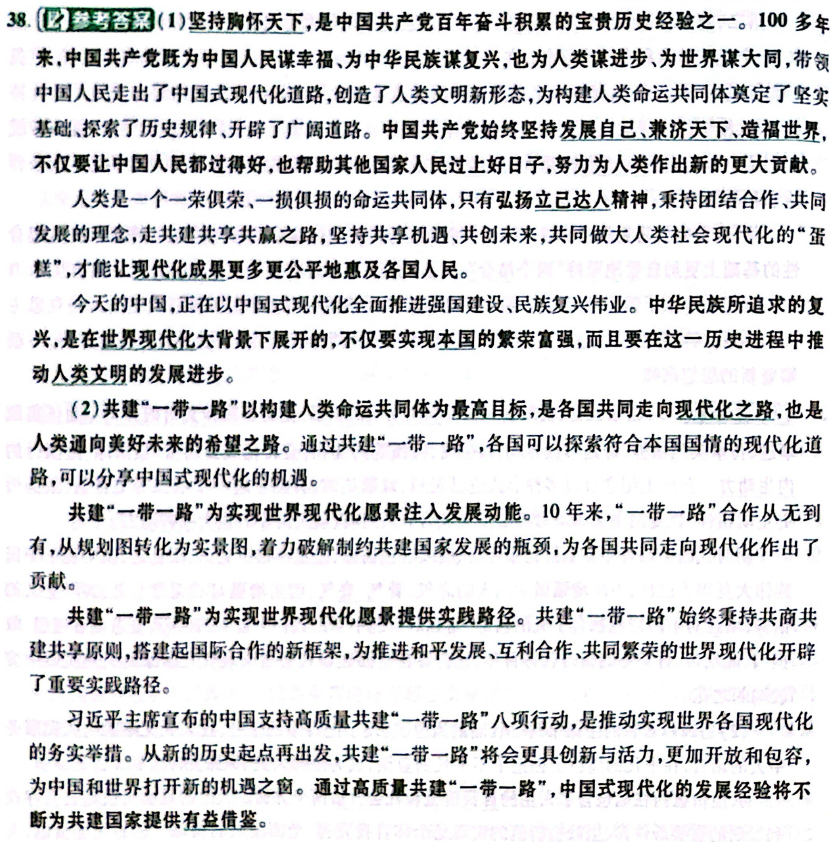 38. 参考答案 (1)坚持胸怀天下,是中国共产党百年奋斗积累的宝贵历史经验之一。100 多年
来,中国共产党既为中国人民谋幸福、为中华民族谋复兴,也为人类谋进步、为世界谋大同,带领
中国人民走出了中国式现代化道路,创造了人类文明新形态,为构建人类命运共同体奠定了坚实
基础、探索了历史规律、开辟了广阔道路。中国共产党始终坚持发展自己、兼济天下、造福世界,
不仅要让中国人民都过得好,也帮助其他国家人民过上好日子,努力为人类作出新的更大贡献。
人类是一个一荣俱荣、一损俱损的命运共同体,只有弘扬立己达人精神,秉持团结合作、共同
发展的理念,走共建共享共赢之路,坚持共享机遇、共创未来,共同做大人类社会现代化的“蛋
糕”,才能让现代化成果更多更公平地惠及各国人民。
今天的中国,正在以中国式现代化全面推进强国建设、民族复兴伟业。中华民族所追求的复
兴,是在世界现代化大背景下展开的,不仅要实现本国的繁荣富强,而且要在这一历史进程中推
动人类文明的发展进步。
(2)共建“一带一路”以构建人类命运共同体为最高目标,是各国共同走向现代化之路,也是
人类通向美好未来的希望之路。通过共建“一带一路”,各国可以探索符合本国国情的现代化道
路,可以分享中国式现代化的机遇。
共建“一带一路”为实现世界现代化愿景注入发展动能。10 年来,“一带一路”合作从无到
有,从规划图转化为实景图,着力破解制约共建国家发展的瓶颈,为各国共同走向现代化作出了
贡献。
共建“一带一路”为实现世界现代化愿景提供实践路径。共建“一带一路”始终秉持共商共
建共享原则,搭建起国际合作的新框架,为推进和平发展、互利合作、共同繁荣的世界现代化开辟
了重要实践路径。
习近平主席宣布的中国支持高质量共建“一带一路”八项行动,是推动实现世界各国现代化
的务实举措。从新的历史起点再出发,共建“一带一路”将会更具创新与活力,更加开放和包容,
为中国和世界打开新的机遇之窗。通过高质量共建“一带一路”,中国式现代化的发展经验将不
断为共建国家提供有益借鉴。